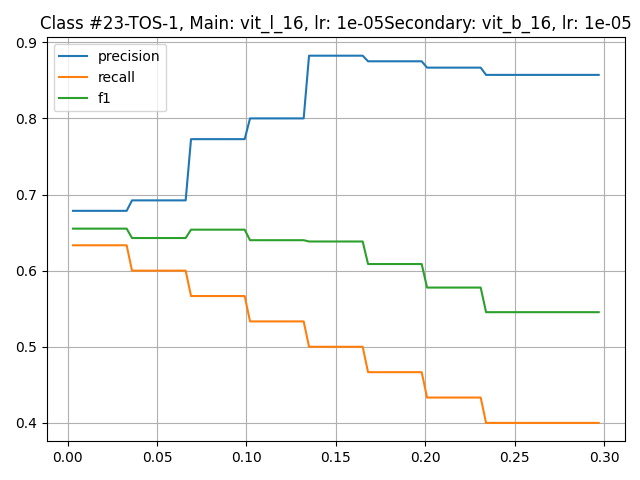 Class #23-TOS-1, Main: vit_l_16, lr: 1e-05Secondary: vit_b_16, lr: 1e-05
precision
recall
f1
0.9
0.8
0.7
0.6
0.5
0.4
0.00 0.05 0.10 0.15 0.20 0.25 0.30